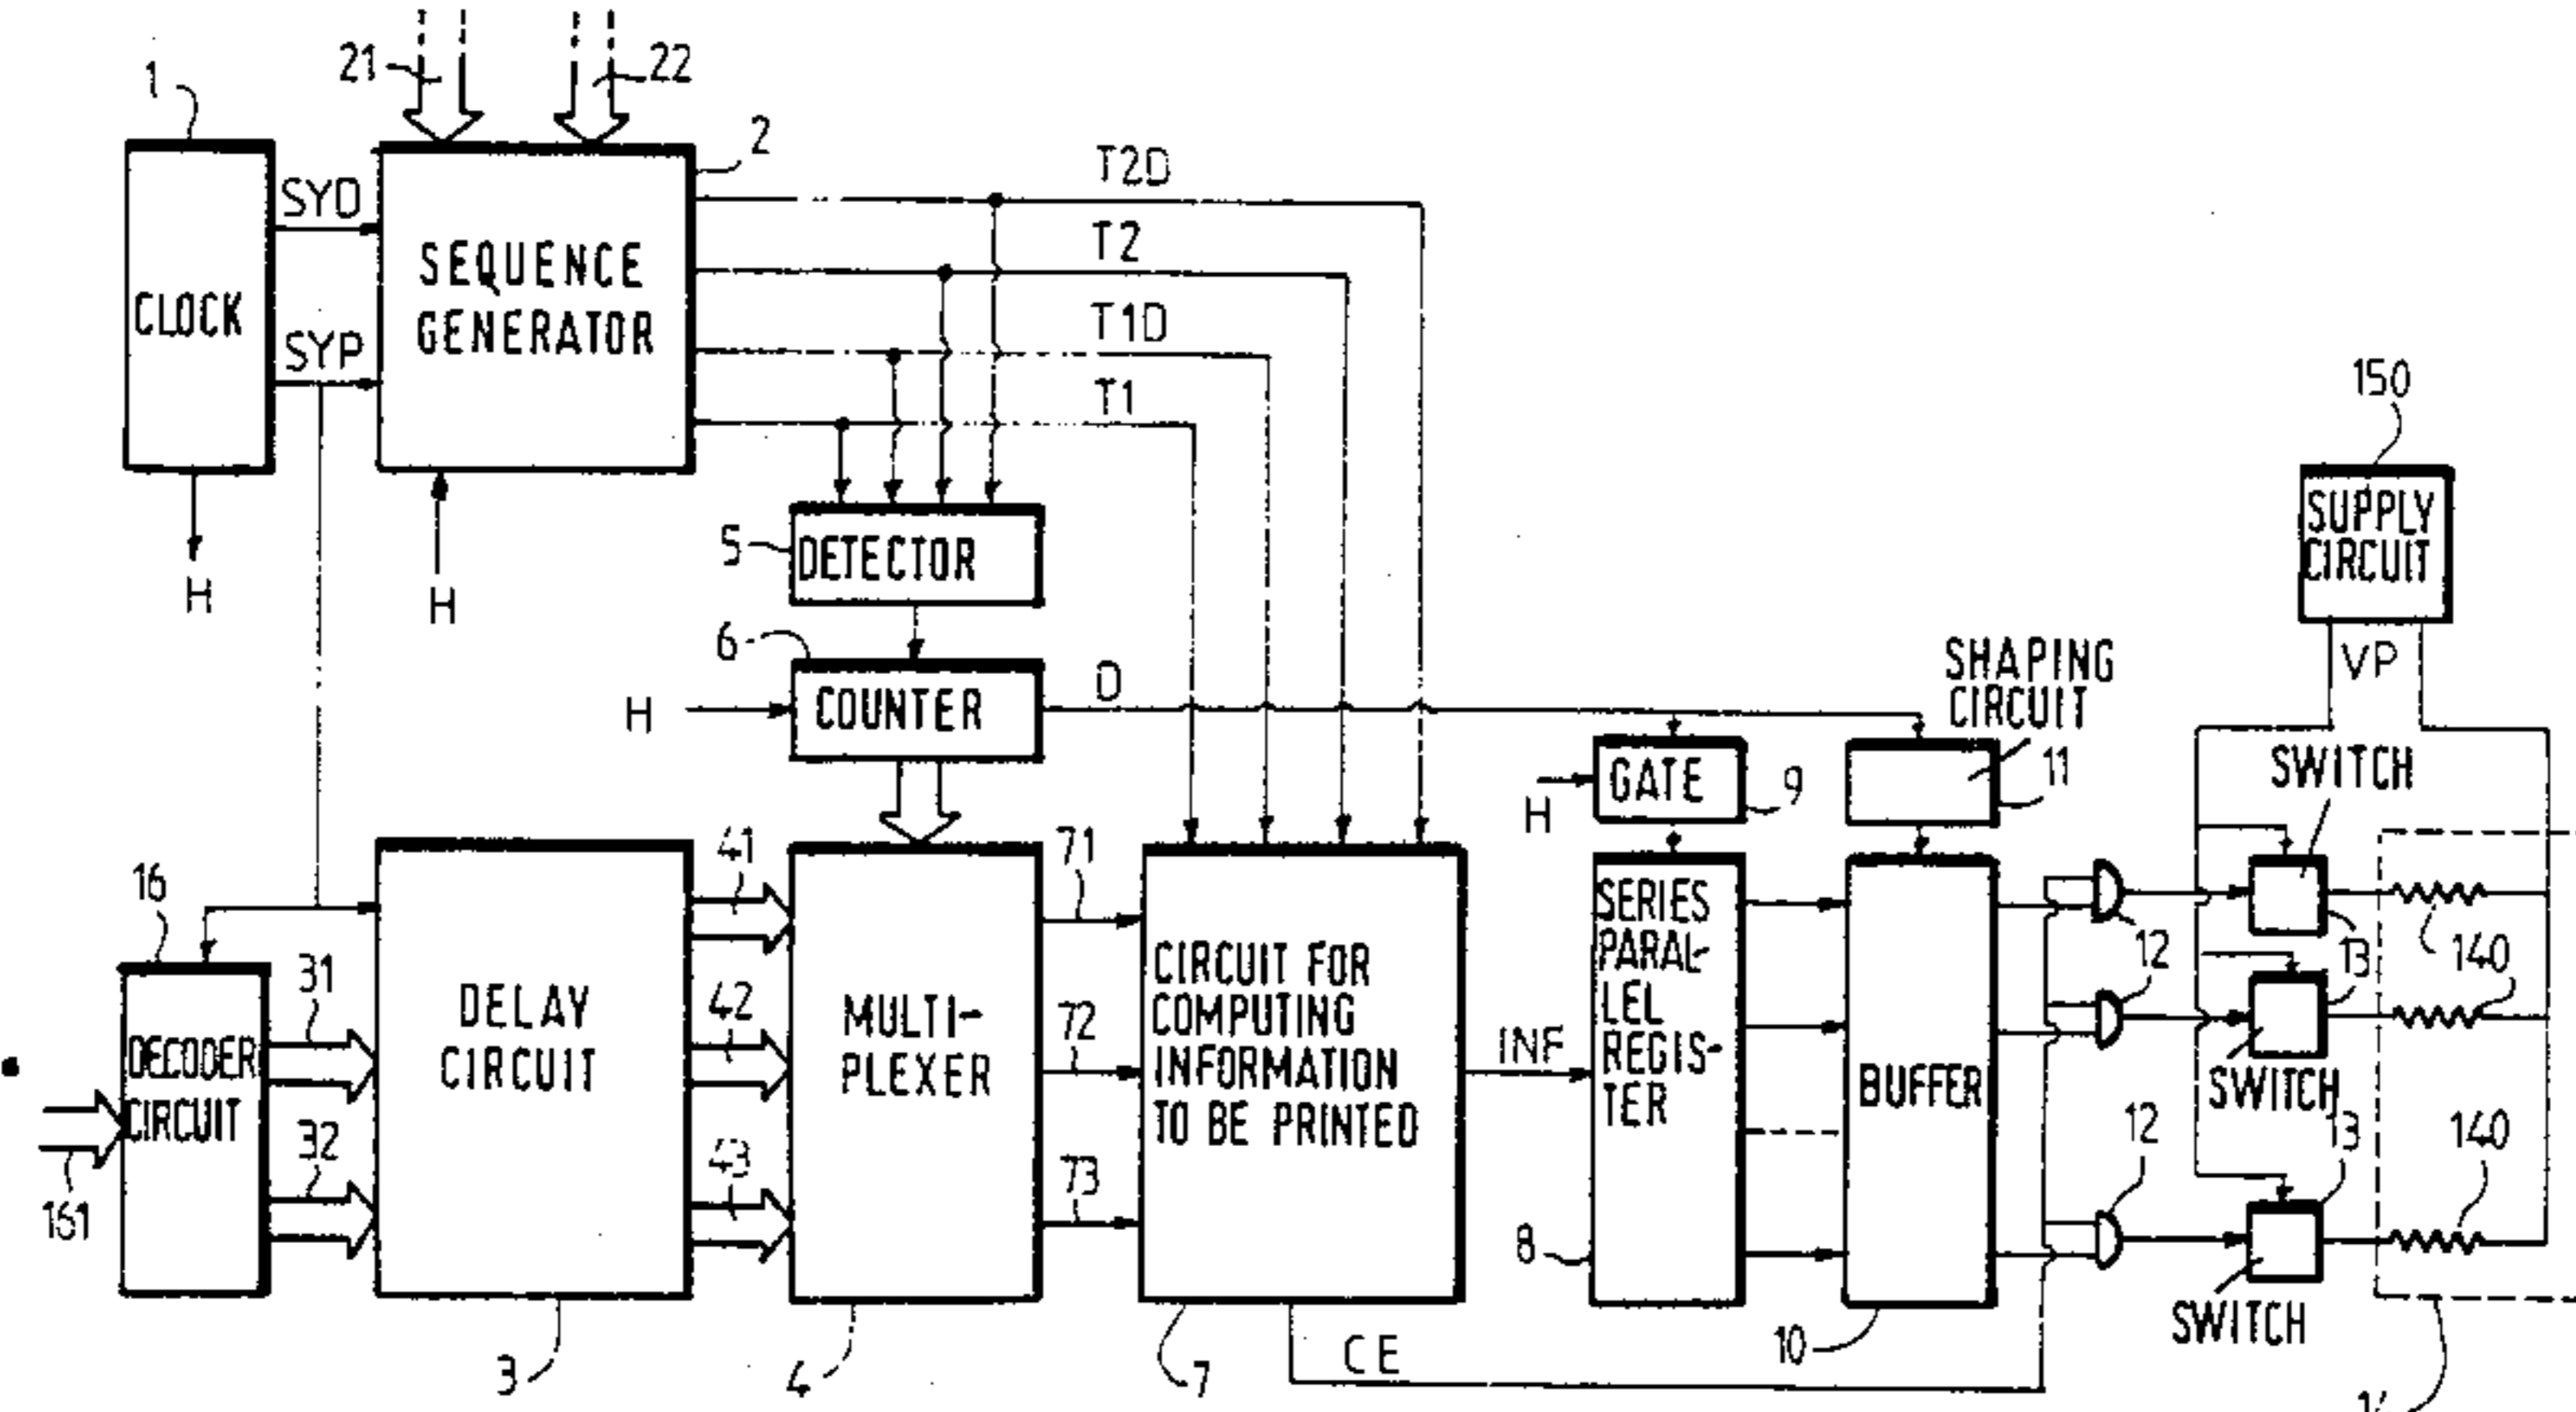 21
22
1
2
SYD
SYP
CLOCK
SEQUENCE
GENERATOR
T2D
T2
T1D
T1
H
H
5
DETECTOR
6
COUNTER
H
D
150
SUPPLY
CIRCUIT
VP
SHAPING
CIRCUIT
SWITCH
GATE
9
11
H
16
DECODER
CIRCUIT
161
31
32
DELAY
CIRCUIT
3
41
42
43
MULTI-
PLEXER
4
71
72
73
CIRCUIT FOR
COMPUTING
INFORMATION
TO BE PRINTED
7
INF
CE
SERIES
PARAL-
LEL
REGIS-
TER
8
BUFFER
10
12
12
13
13
13
SWITCH
SWITCH
140
140